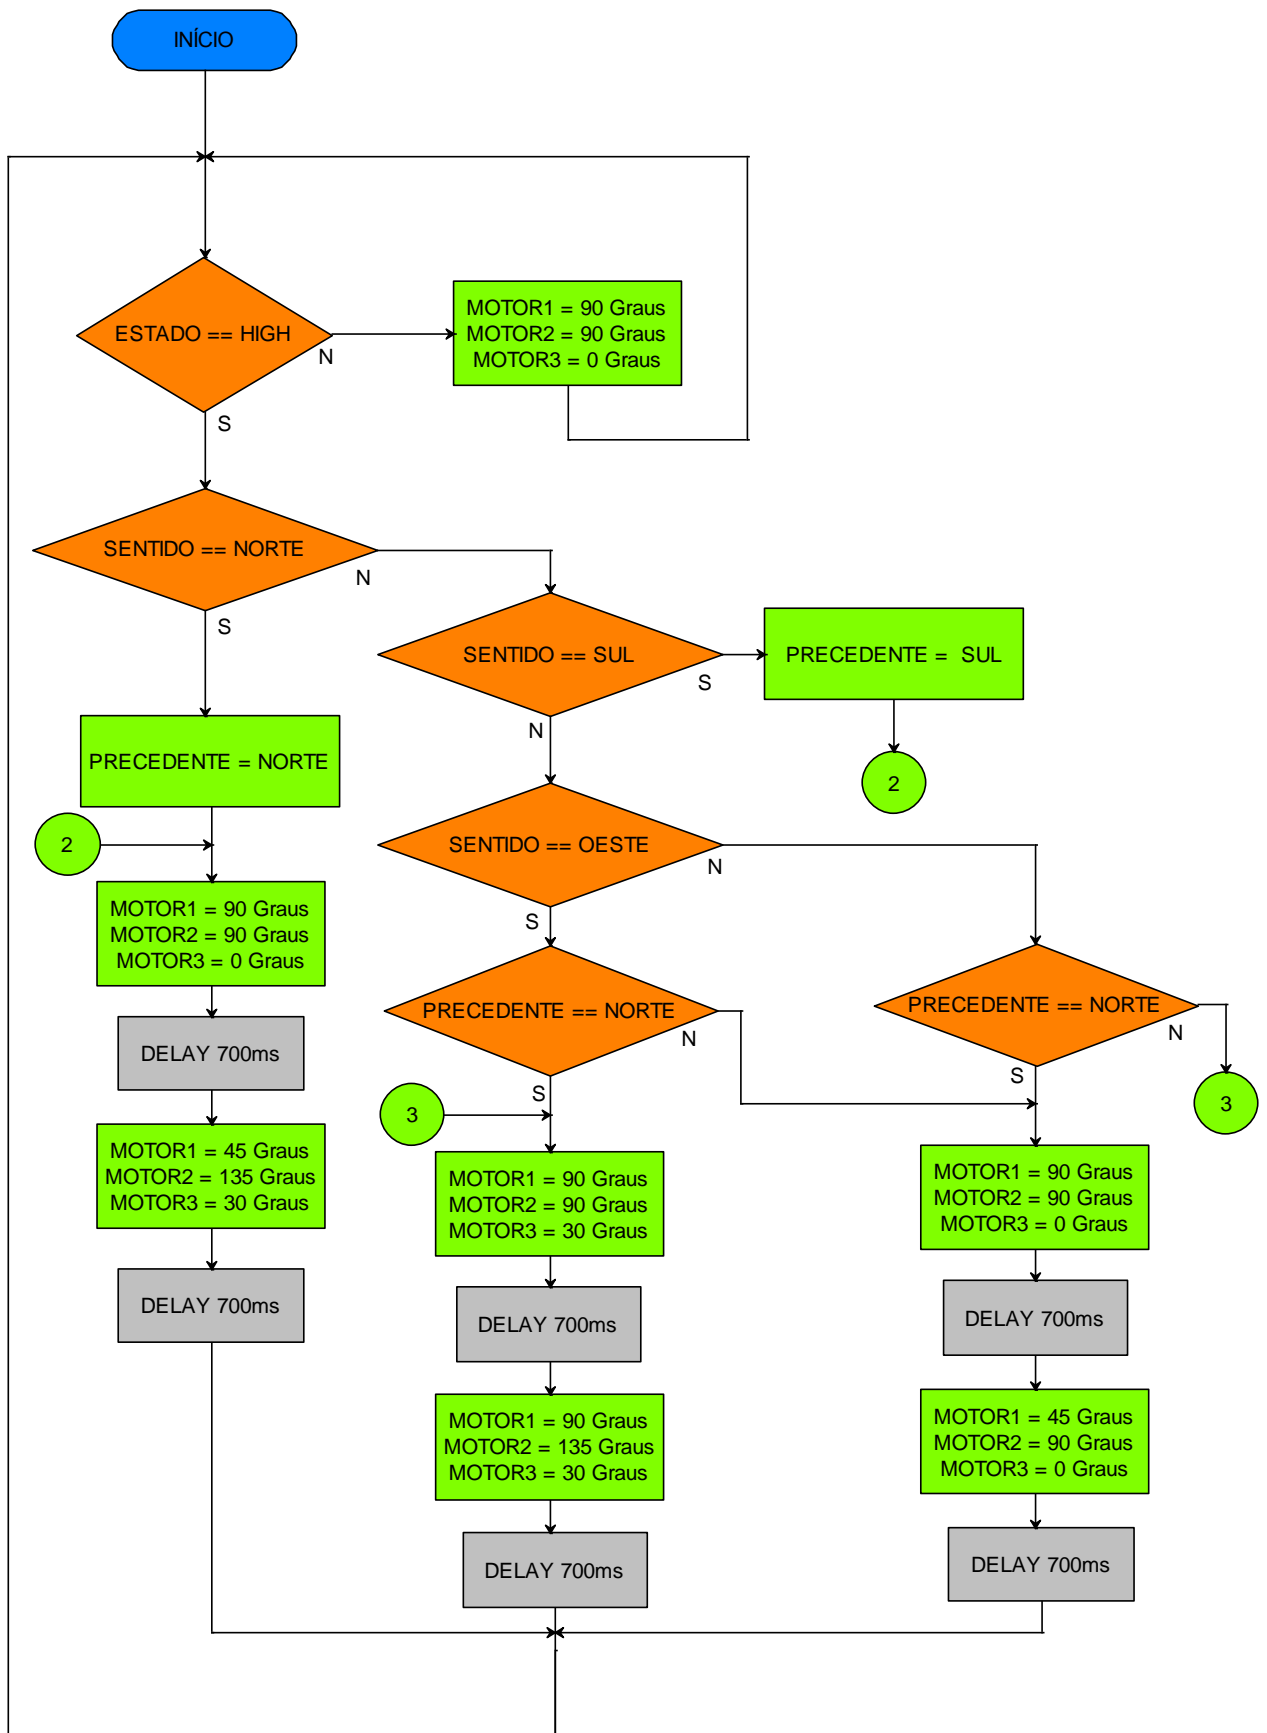 INÍCIO
ESTADO == HIGH
N
MOTOR1 = 90 Graus
MOTOR2 = 90 Graus
MOTOR3 = 0 Graus
S
SENTIDO == NORTE
N
S
SENTIDO == SUL
S
PRECEDENTE = SUL
N
2
PRECEDENTE = NORTE
2
SENTIDO == OESTE
N
S
MOTOR1 = 90 Graus
MOTOR2 = 90 Graus
MOTOR3 = 0 Graus
PRECEDENTE == NORTE
N
S
PRECEDENTE == NORTE
N
S
3
DELAY 700ms
3
MOTOR1 = 45 Graus
MOTOR2 = 135 Graus
MOTOR3 = 30 Graus
MOTOR1 = 90 Graus
MOTOR2 = 90 Graus
MOTOR3 = 30 Graus
MOTOR1 = 90 Graus
MOTOR2 = 90 Graus
MOTOR3 = 0 Graus
DELAY 700ms
DELAY 700ms
DELAY 700ms
MOTOR1 = 90 Graus
MOTOR2 = 135 Graus
MOTOR3 = 30 Graus
MOTOR1 = 45 Graus
MOTOR2 = 90 Graus
MOTOR3 = 0 Graus
DELAY 700ms
DELAY 700ms